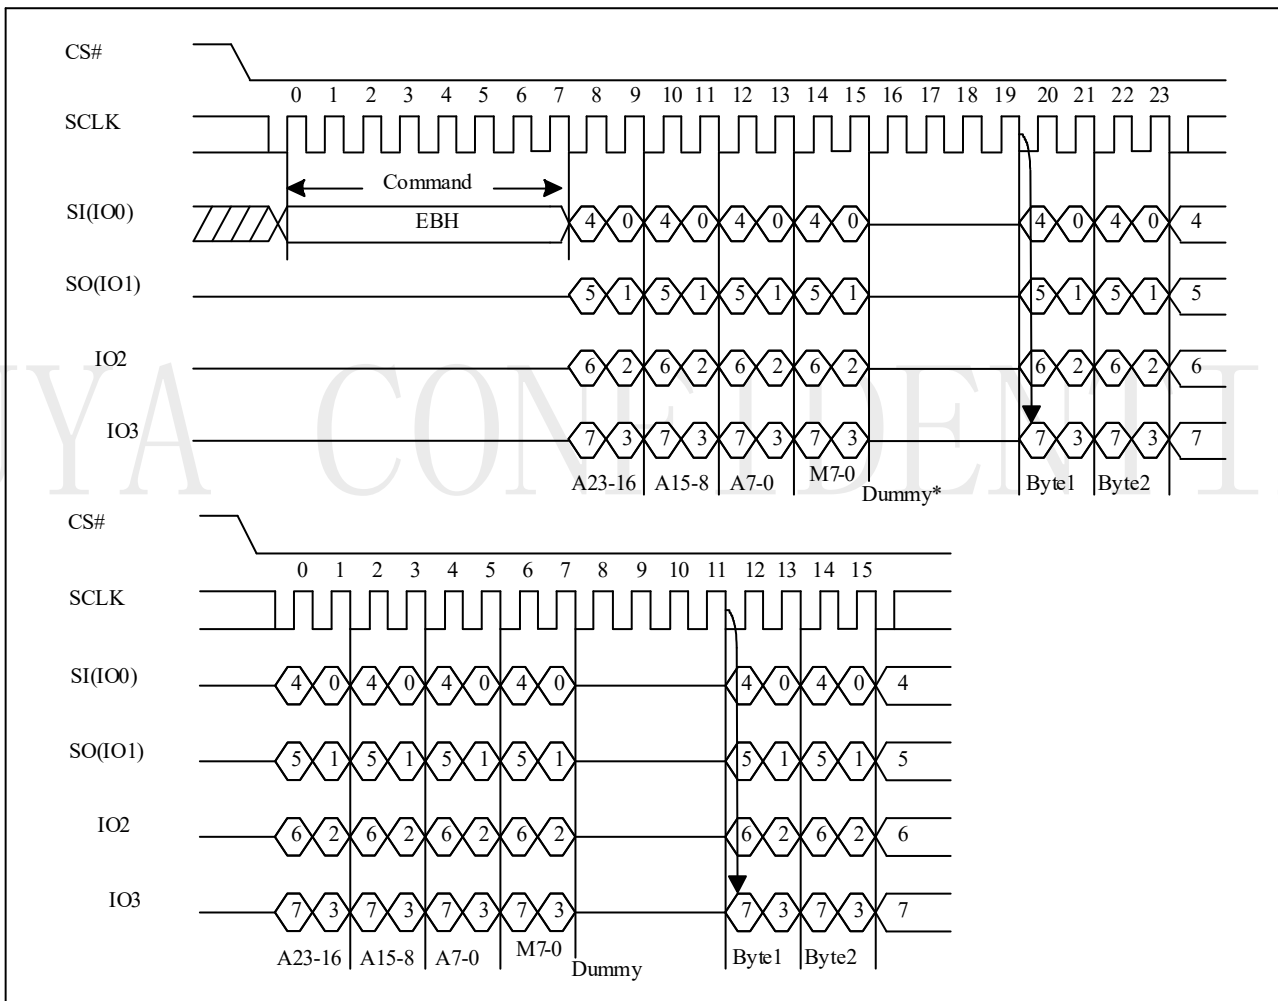 CS#
0 1 2 3 4 5 6 7 8 9 10 11 12 13 14 15 16 17 18 19 20 21 22 23
SCLK
Command
SI(IO0) EBH 4 0 4 0 4 0 4 0 4 0 4 0 4
SO(IO1) 5 1 5 1 5 1 5 1 5 1 5 1 5
IO2 6 2 6 2 6 2 6 2 6 2 6 2 6
IO3 7 3 7 3 7 3 7 3 7 3 7 3 7
A23-16 A15-8 A7-0 M7-0 Dummy* Byte1 Byte2
UYA CONFIDENTI
CS#
0 1 2 3 4 5 6 7 8 9 10 11 12 13 14 15
SCLK
SI(IO0) 4 0 4 0 4 0 4 0 4 0 4 0 4
SO(IO1) 5 1 5 1 5 1 5 1 5 1 5 1 5
IO2 6 2 6 2 6 2 6 2 6 2 6 2 6
IO3 7 3 7 3 7 3 7 3 7 3 7 3 7
A23-16 A15-8 A7-0 M7-0 Dummy Byte1 Byte2